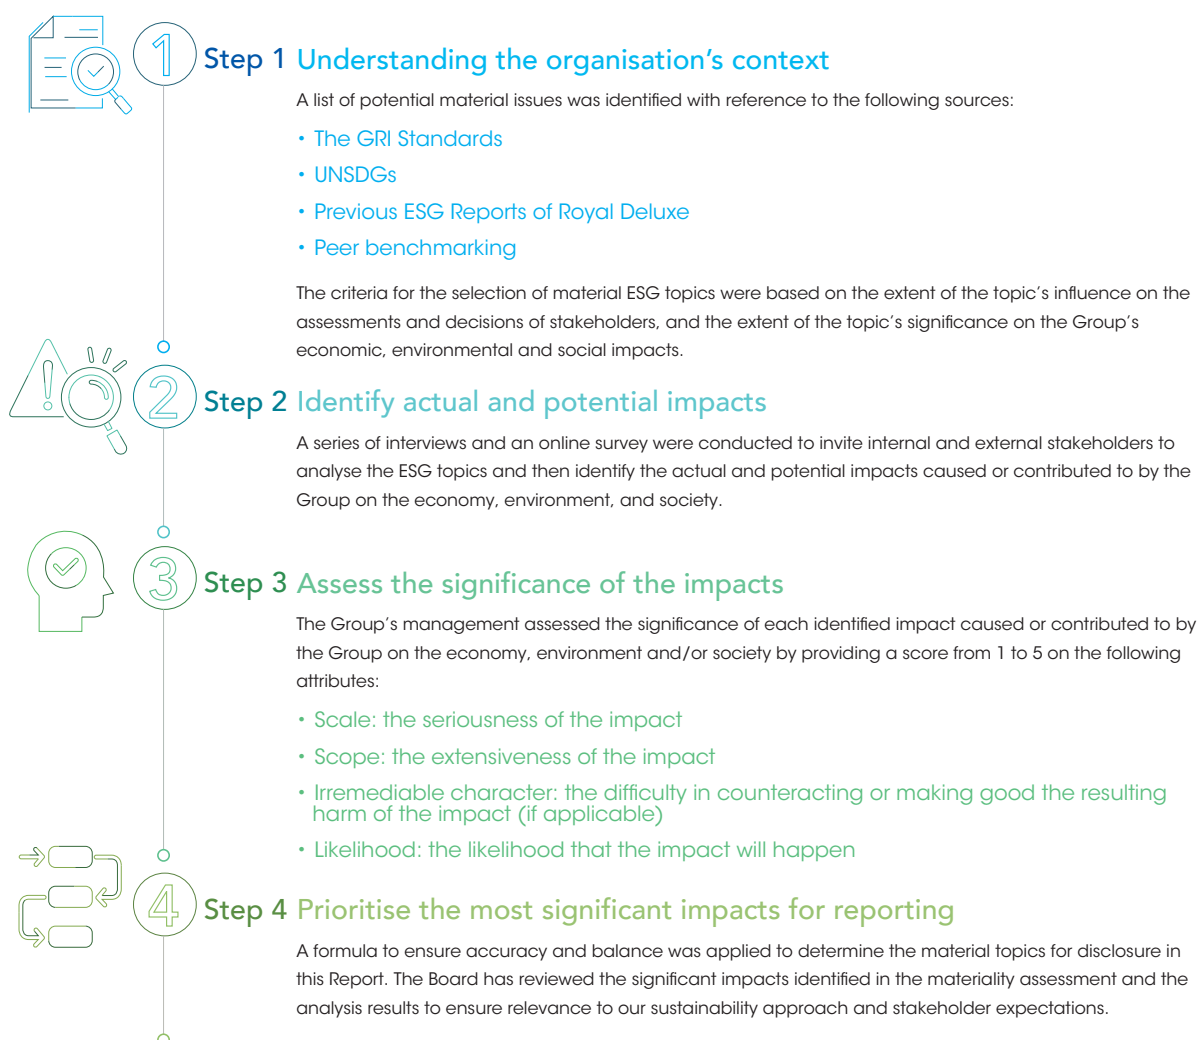 1 Step 1 Understanding the organisation's context
A list of potential material issues was identified with reference to the following sources:
• The GRI Standards
• UNSDGs
• Previous ESG Reports of Royal Deluxe
• Peer benchmarking
The criteria for the selection of material ESG topics were based on the extent of the topic's influence on the
assessments and decisions of stakeholders, and the extent of the topic's significance on the Group's
economic, environmental and social impacts.
2 Step 2 Identify actual and potential impacts
A series of interviews and an online survey were conducted to invite internal and external stakeholders to
analyse the ESG topics and then identify the actual and potential impacts caused or contributed to by the
Group on the economy, environment, and society.
3 Step 3 Assess the significance of the impacts
The Group's management assessed the significance of each identified impact caused or contributed to by
the Group on the economy, environment and/or society by providing a score from 1 to 5 on the following
attributes:
• Scale: the seriousness of the impact
• Scope: the extensiveness of the impact
• Irremediable character: the difficulty in counteracting or making good the resulting
harm of the impact (if applicable)
• Likelihood: the likelihood that the impact will happen
4 Step 4 Prioritise the most significant impacts for reporting
A formula to ensure accuracy and balance was applied to determine the material topics for disclosure in
this Report. The Board has reviewed the significant impacts identified in the materiality assessment and the
analysis results to ensure relevance to our sustainability approach and stakeholder expectations.